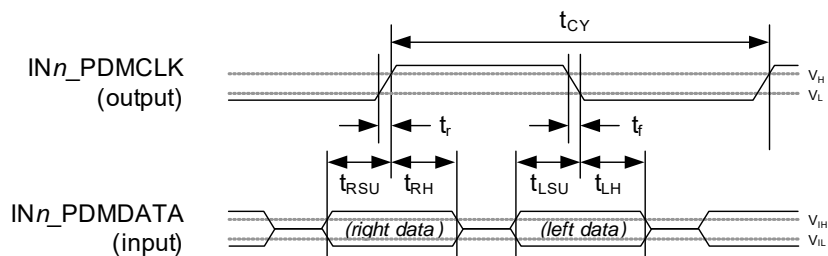 t_CY
INn_PDMCLK
(output)
V_H
V_L
t_r
t_f
t_RSU
t_RH
t_LSU
t_LH
INn_PDMDATA
(input)
(right data)
(left data)
V_IH
V_IL